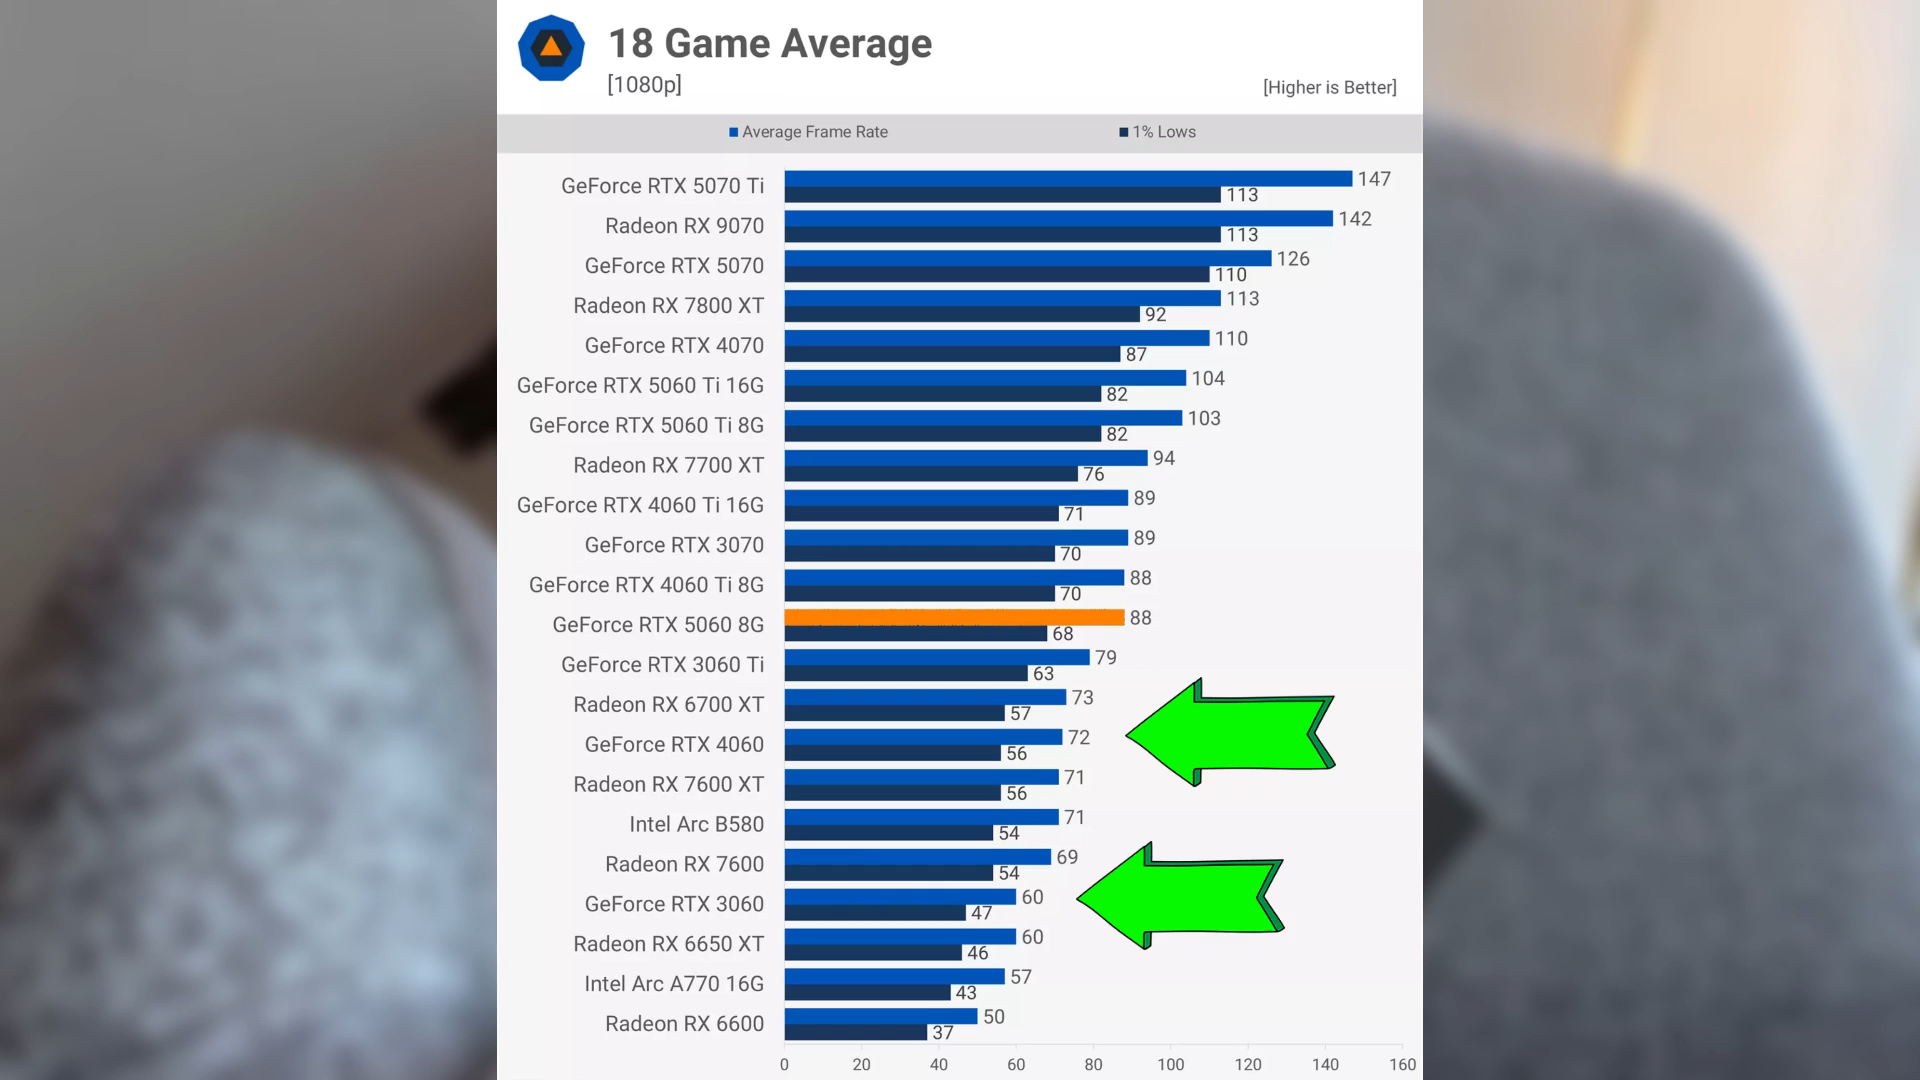 18 Game Average
[1080p]
[Higher is Better]
Average Frame Rate
1% Lows
GeForce RTX 5070 Ti
147
113
Radeon RX 9070
142
113
GeForce RTX 5070
126
110
Radeon RX 7800 XT
113
92
GeForce RTX 4070
110
87
GeForce RTX 5060 Ti 16G
104
82
GeForce RTX 5060 Ti 8G
103
82
Radeon RX 7700 XT
94
76
GeForce RTX 4060 Ti 16G
89
71
GeForce RTX 3070
89
70
GeForce RTX 4060 Ti 8G
88
70
GeForce RTX 5060 8G
88
68
GeForce RTX 3060 Ti
79
63
Radeon RX 6700 XT
73
57
GeForce RTX 4060
72
56
Radeon RX 7600 XT
71
56
Intel Arc B580
71
54
Radeon RX 7600
69
54
GeForce RTX 3060
60
47
Radeon RX 6650 XT
60
46
Intel Arc A770 16G
57
43
Radeon RX 6600
50
37
0 20 40 60 80 100 120 140 160